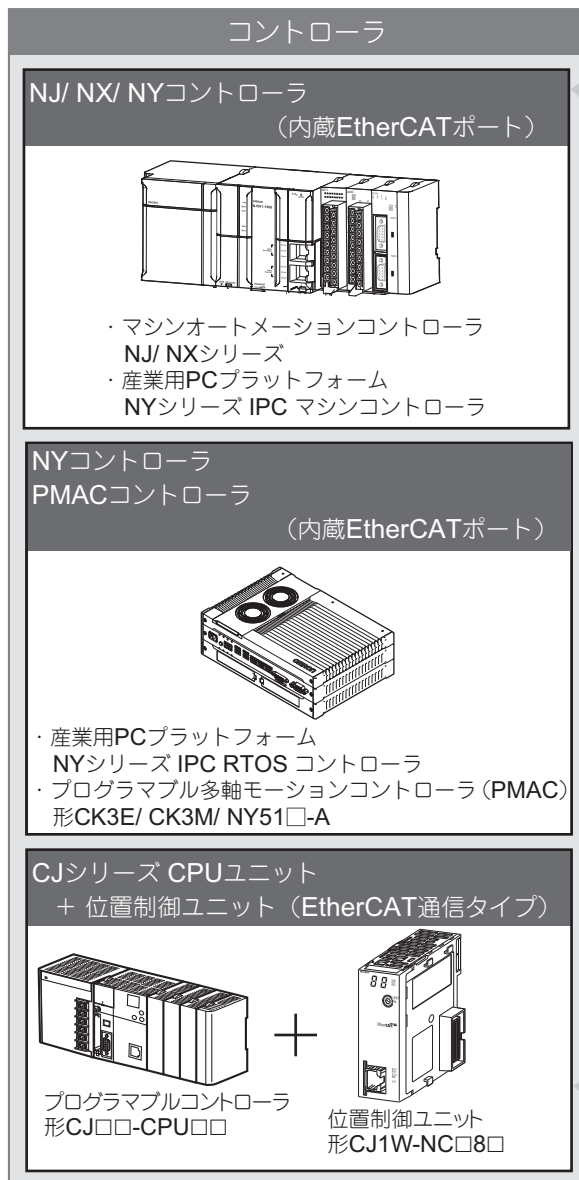 コントローラ
NJ/ NX/ NYコントローラ
（内蔵EtherCATポート）
・マシンオートメーションコントローラ
NJ/ NXシリーズ
・産業用PCプラットフォーム
NYシリーズ IPC マシンコントローラ
NYコントローラ
PMACコントローラ
（内蔵EtherCATポート）
・産業用PCプラットフォーム
NYシリーズ IPC RTOS コントローラ
・プログラマブル多軸モーションコントローラ（PMAC）
形CK3E/ CK3M/ NY51□-A
CJシリーズ CPUユニット
＋ 位置制御ユニット（EtherCAT通信タイプ）
プログラマブルコントローラ
形CJ□□-CPU□□
位置制御ユニット
形CJ1W-NC□8□